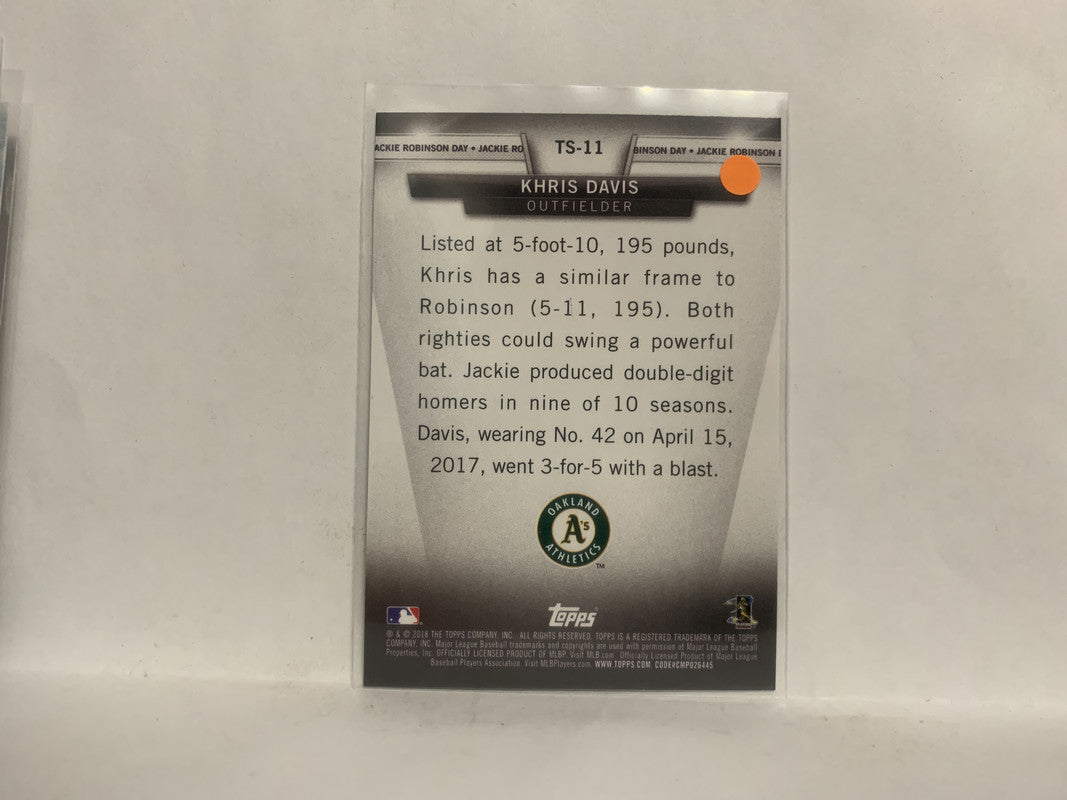 ACKIE ROBINSON DAY • JACKIE RO
TS-11
BINSON DAY • JACKIE ROBINSON
KHRIS DAVIS
OUTFIELDER
Listed at 5-foot-10, 195 pounds,
Khris has a similar frame to
Robinson (5-11, 195). Both
righties could swing a powerful
bat. Jackie produced double-digit
homers in nine of 10 seasons.
Davis, wearing No. 42 on April 15,
2017, went 3-for-5 with a blast.
OAKLAND
A's
ATHLETICS
TM
topps
® & © 2018 THE TOPPS COMPANY, INC. ALL RIGHTS RESERVED. TOPPS IS A REGISTERED TRADEMARK OF THE TOPPS
COMPANY, INC. Major League Baseball trademarks and copyrights are used with permission of Major League Baseball
Properties, Inc. OFFICIALLY LICENSED PRODUCT OF MLBP. Visit MLB.com. Officially Licensed Product of Major League
Baseball Players Association. Visit MLBPlayers.com. WWW.TOPPS.COM. CODE#CMP026445